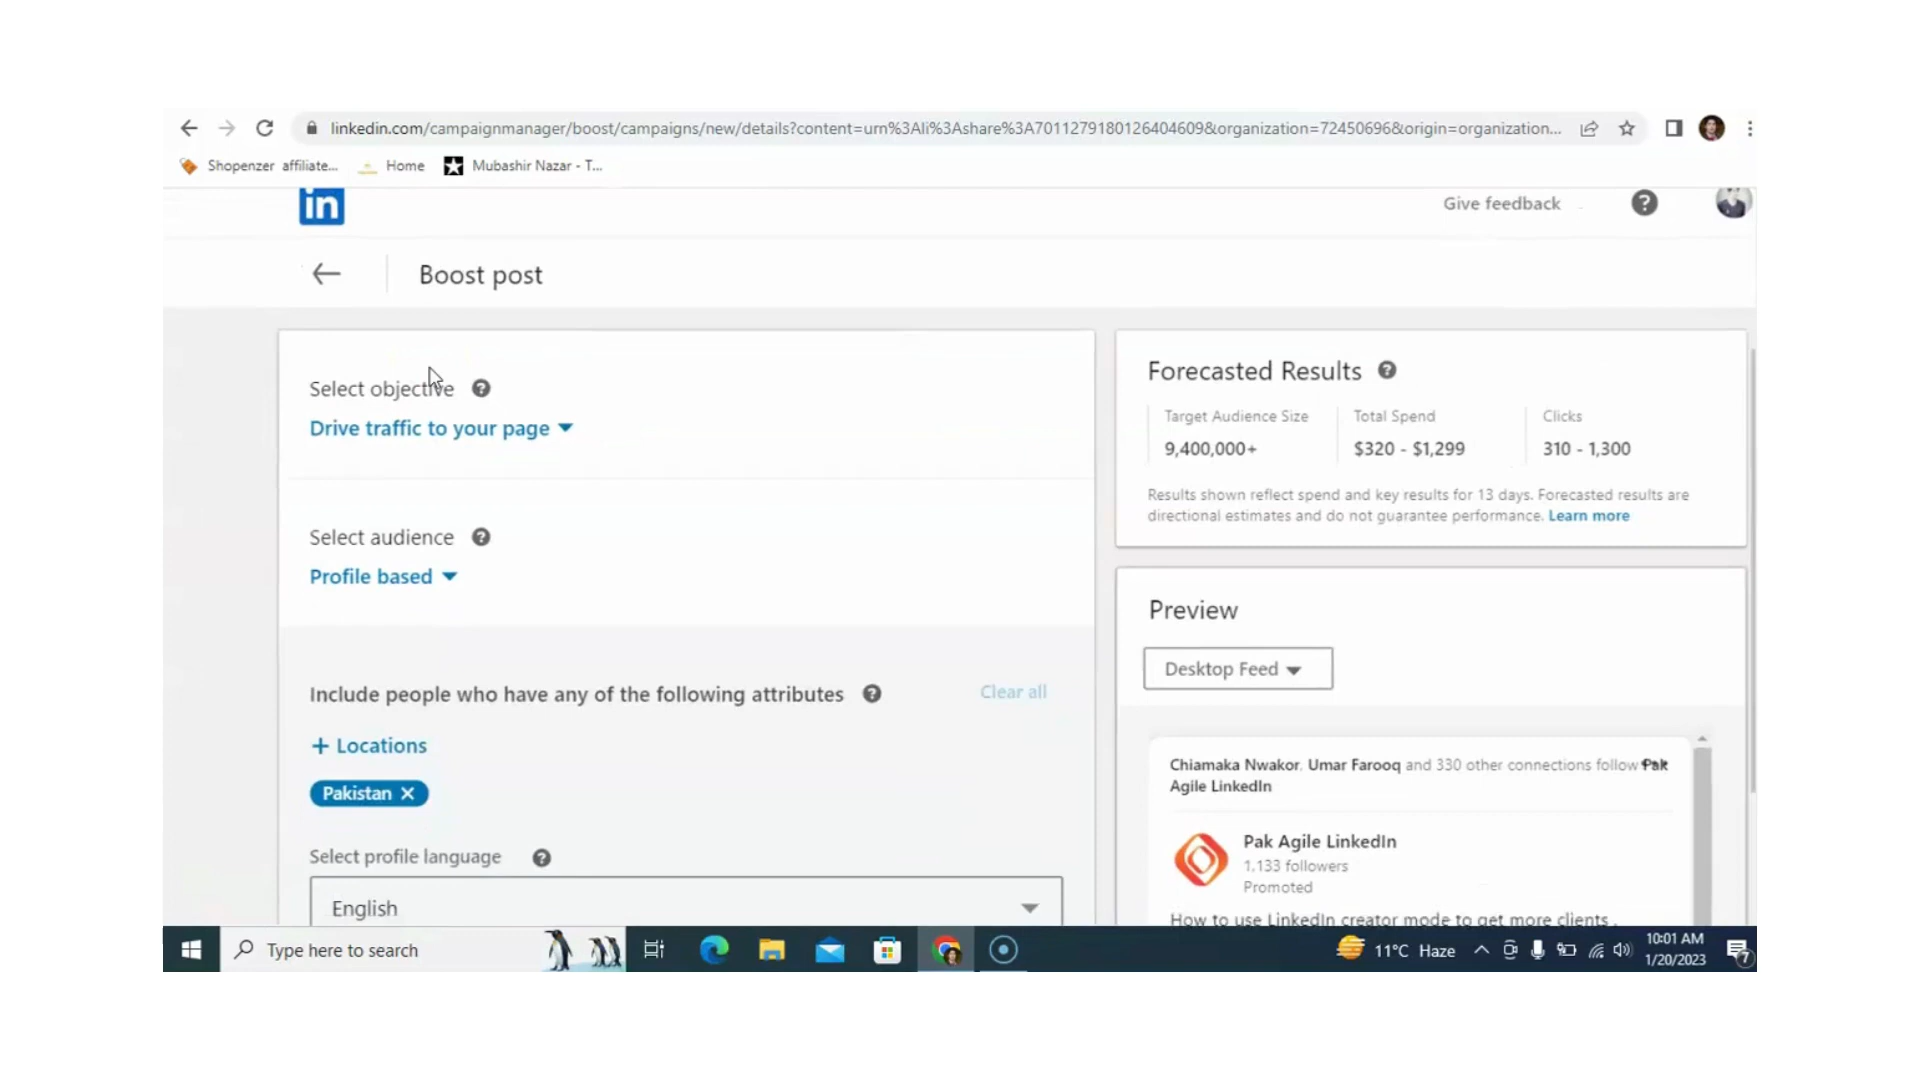 linkedin.com/campaignmanager/boost/campaigns/new/details?content=urn%3Ali%3Ashare%3A7011279180126404609&organization=72450696&origin=organization...
Shopenzer affiliate... Home Mubashir Nazar - T...
in
Give feedback
Boost post
Select objective
Drive traffic to your page
Select audience
Profile based
Include people who have any of the following attributes
Clear all
+ Locations
Pakistan
Select profile language
English
Forecasted Results
Target Audience Size Total Spend Clicks
9,400,000+ $320 - $1,299 310 - 1,300
Results shown reflect spend and key results for 13 days. Forecasted results are
directional estimates and do not guarantee performance. Learn more
Preview
Desktop Feed
Chiamaka Nwakor, Umar Farooq and 330 other connections follow Pak
Agile LinkedIn
Pak Agile LinkedIn
1,133 followers
Promoted
How to use LinkedIn creator mode to get more clients .
Type here to search
11°C Haze
10:01 AM
1/20/2023
7